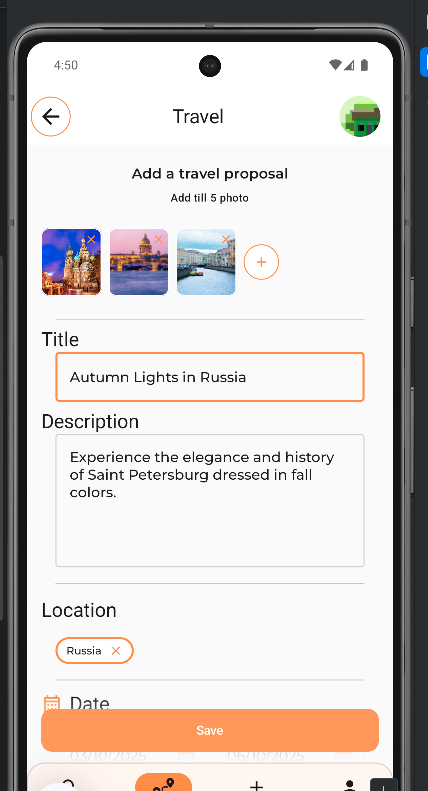 4:50
Travel
Add a travel proposal
Add till 5 photo
Title
Autumn Lights in Russia
Description
Experience the elegance and history
of Saint Petersburg dressed in fall
colors.
Location
Russia
Date
Save
03/10/2025 06/10/2025